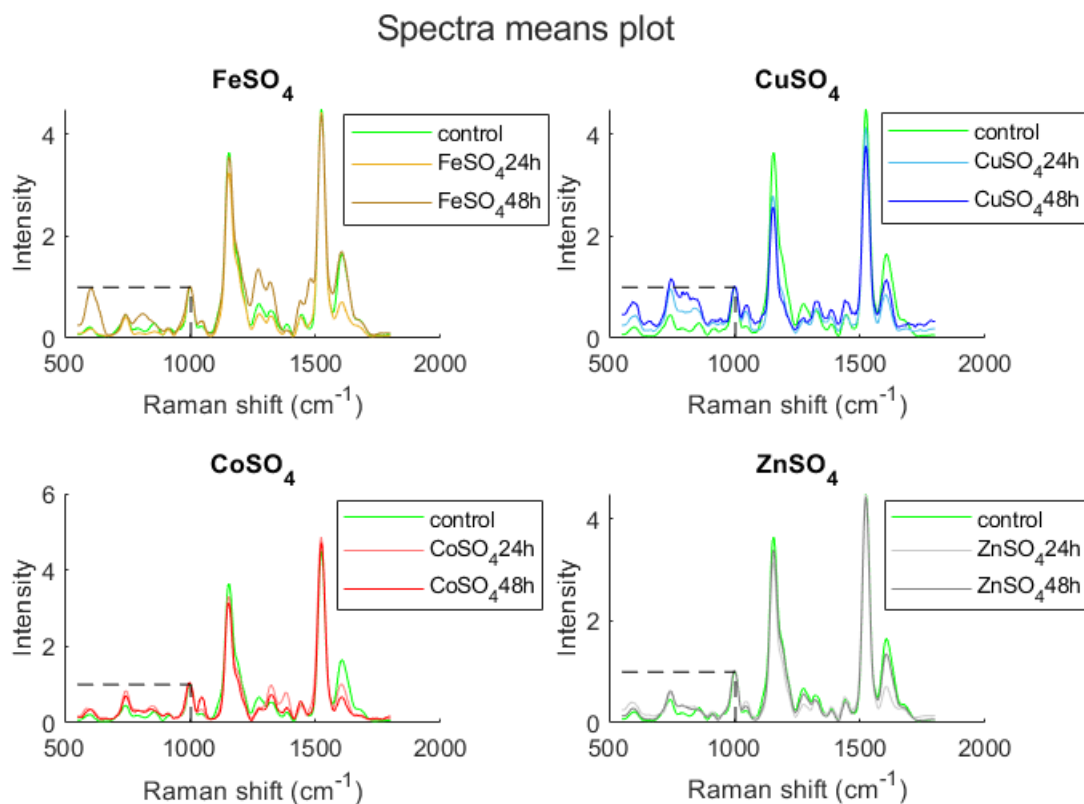 Spectra means plot
FeSO4
4
2
0
Intensity
500
1000
1500
2000
Raman shift (cm-1)
control
FeSO424h
FeSO448h
CuSO4
4
2
0
Intensity
500
1000
1500
2000
Raman shift (cm-1)
control
CuSO424h
CuSO448h
CoSO4
6
4
2
0
Intensity
500
1000
1500
2000
Raman shift (cm-1)
control
CoSO424h
CoSO448h
ZnSO4
4
2
0
Intensity
500
1000
1500
2000
Raman shift (cm-1)
control
ZnSO424h
ZnSO448h